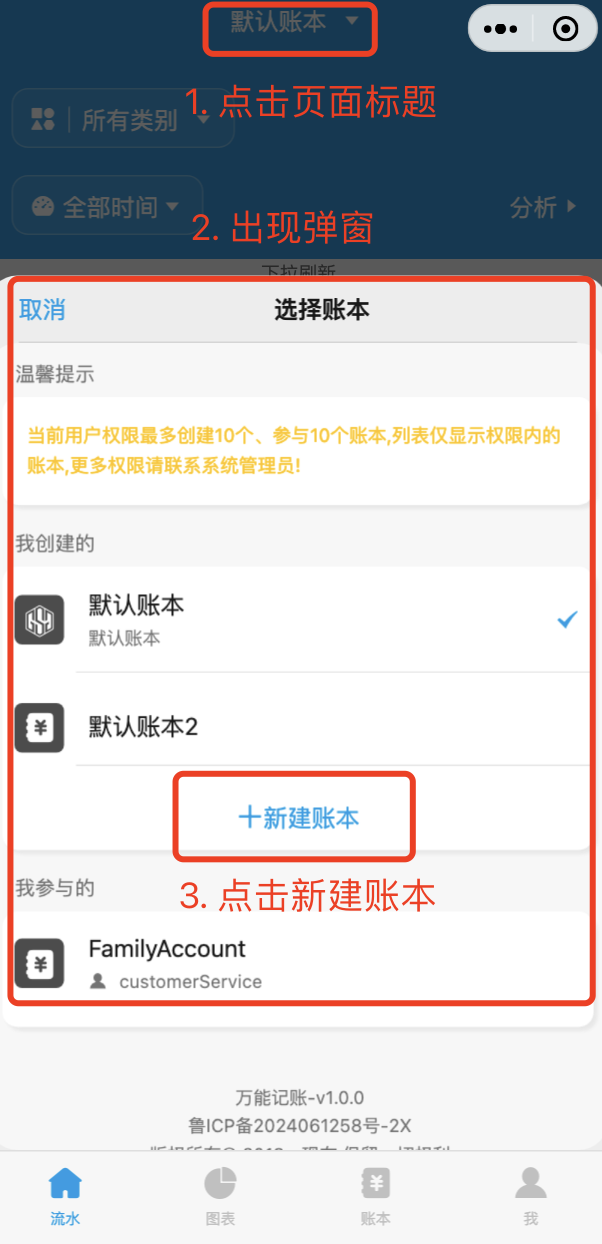 默认账本
1. 点击页面标题
所有类别
全部时间
分析
2. 出现弹窗
下拉刷新
取消
选择账本
温馨提示
当前用户权限最多创建10个、参与10个账本,列表仅显示权限内的
账本,更多权限请联系系统管理员!
我创建的
默认账本
默认账本
默认账本2
十新建账本
我参与的
3. 点击新建账本
FamilyAccount
customerService
万能记账-v1.0.0
鲁ICP备2024061258号-2X
流水
图表
账本
我